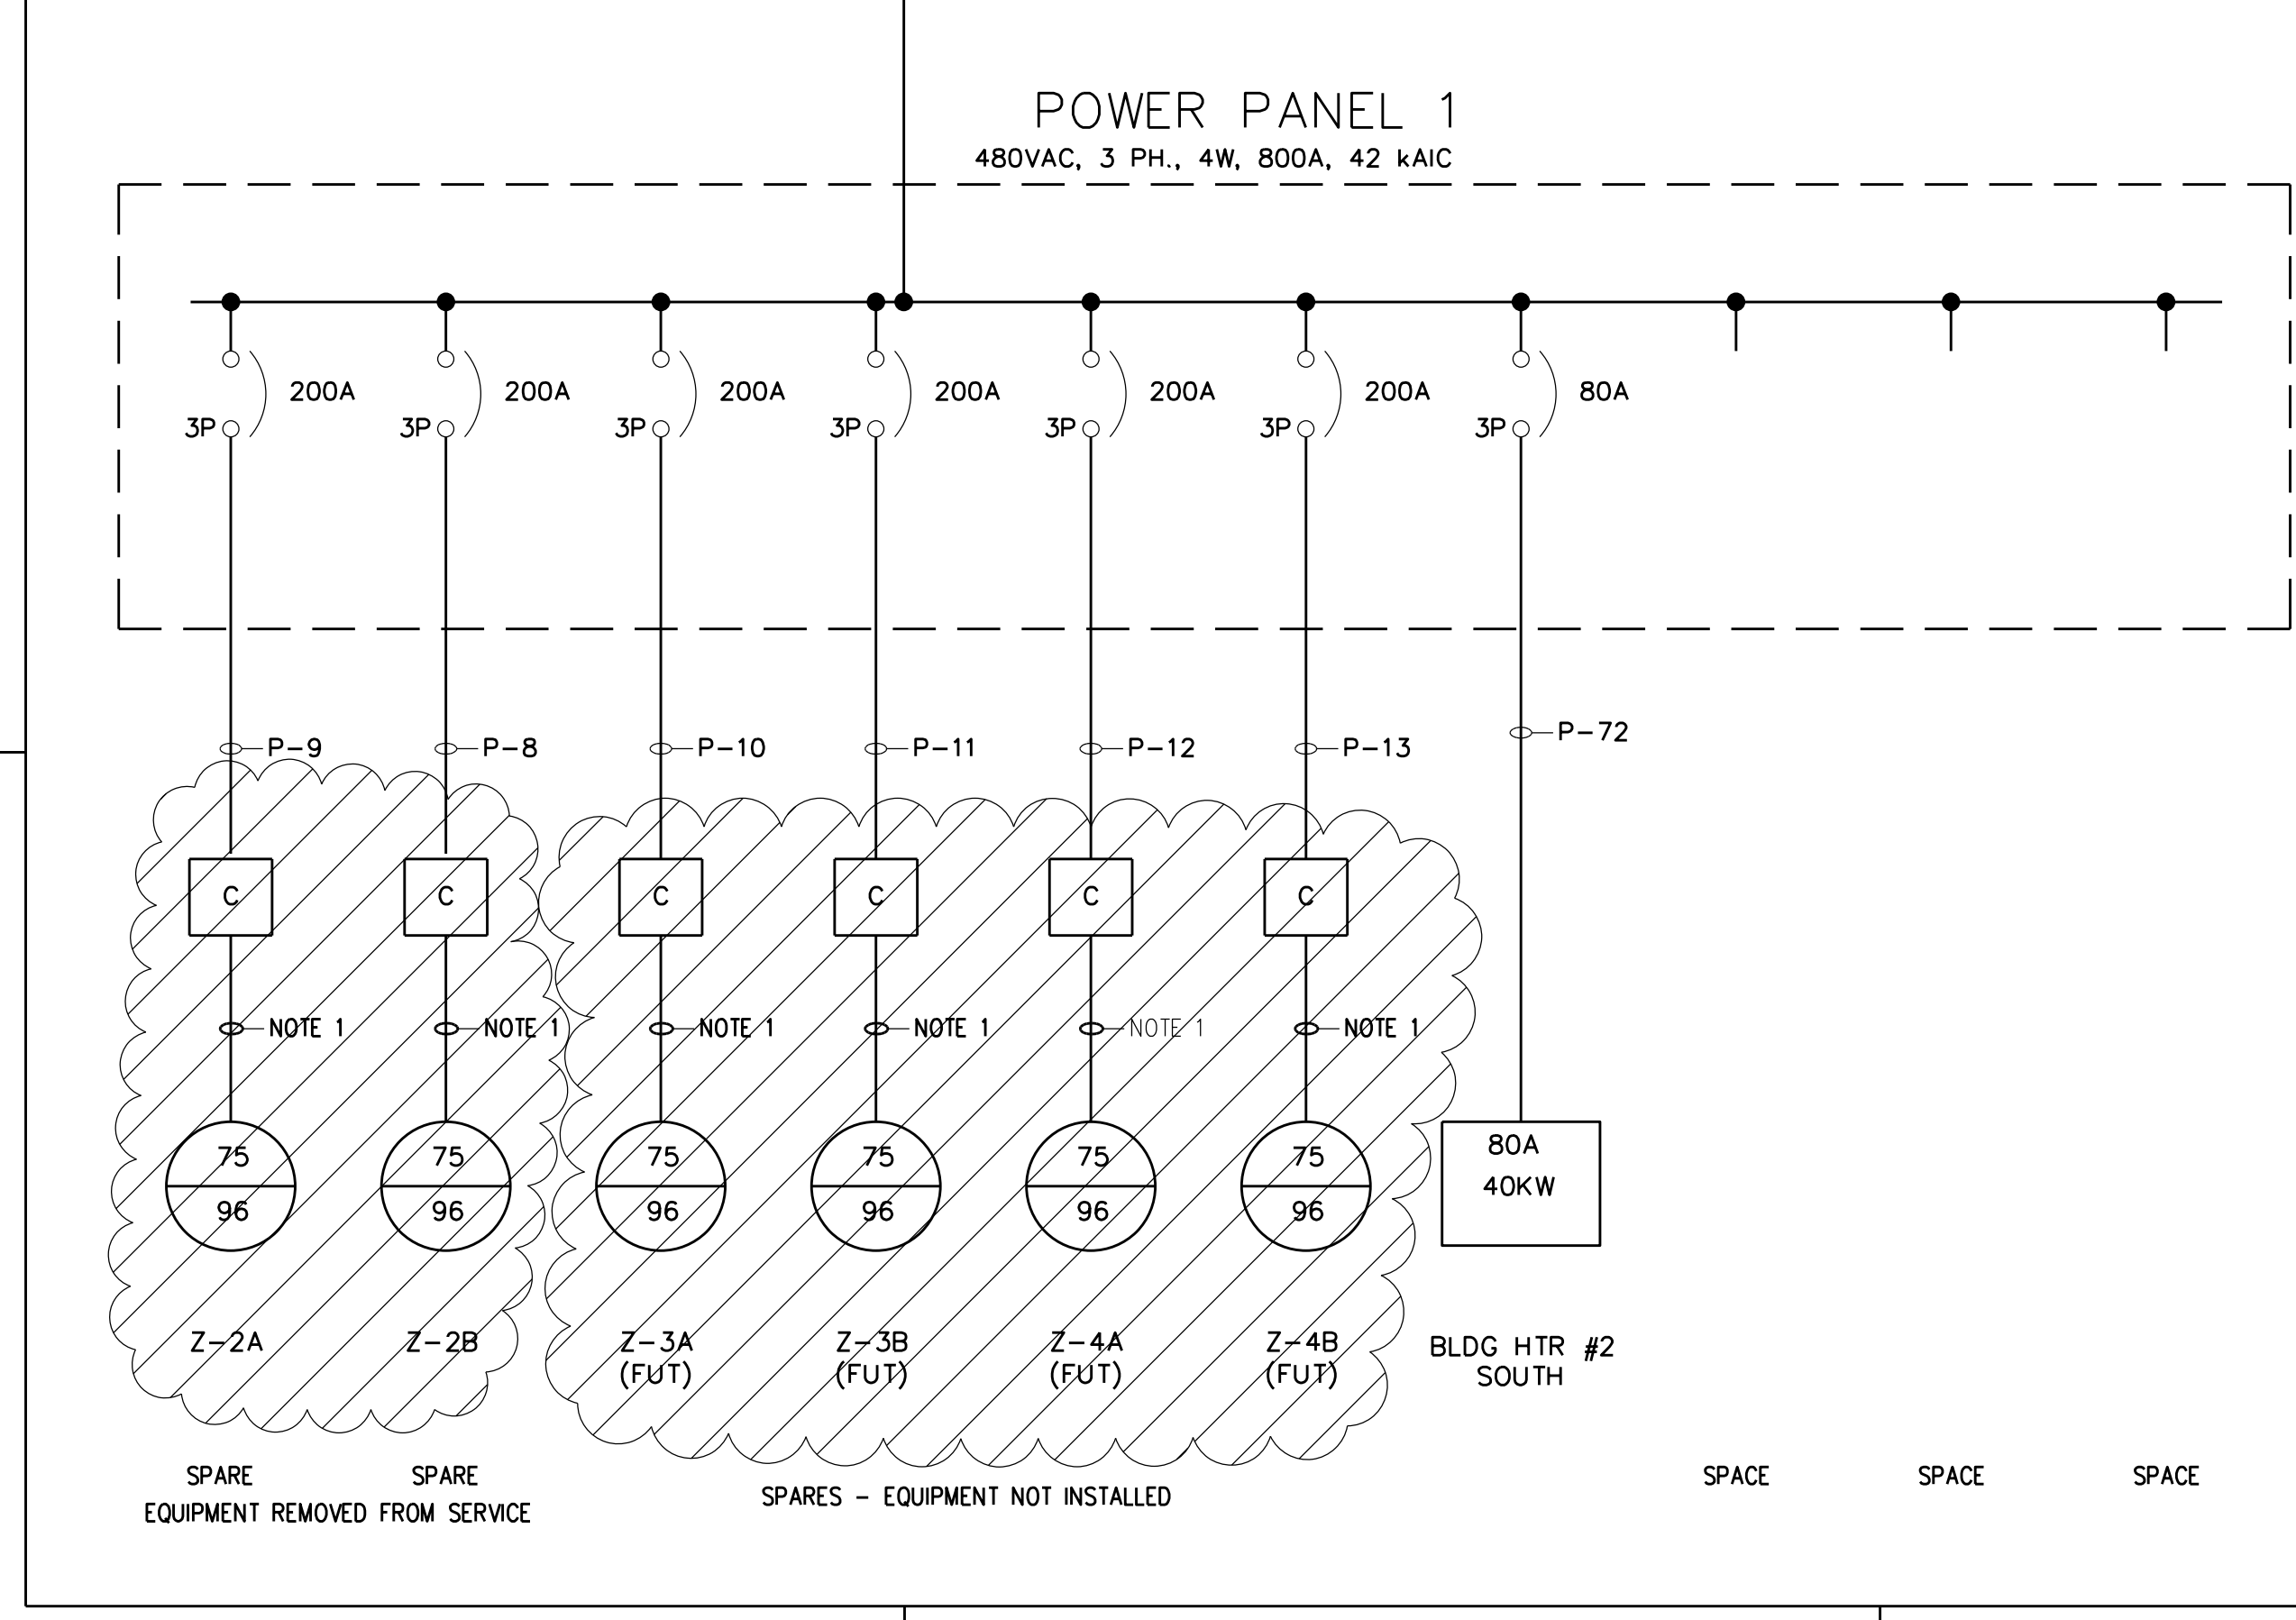 POWER PANEL 1
480VAC, 3 PH., 4W, 800A, 42 kAIC
200A 200A 200A 200A 200A 200A 80A
3P 3P 3P 3P 3P 3P 3P
P-72
P-9 P-8 P-10 P-11 P-12 P-13
C C C C C C
NOTE 1 NOTE 1 NOTE 1 NOTE 1 NOTE 1 NOTE 1
75 75 75 75 75 75 80A
96 96 96 96 96 96 40KW
Z-2A Z-2B Z-3A Z-3B Z-4A Z-4B BLDG HTR #2
(FUT) (FUT) (FUT) (FUT) SOUTH
SPARE SPARE SPACE SPACE SPACE
SPARES - EQUIPMENT NOT INSTALLED
EQUIPMENT REMOVED FROM SERVICE